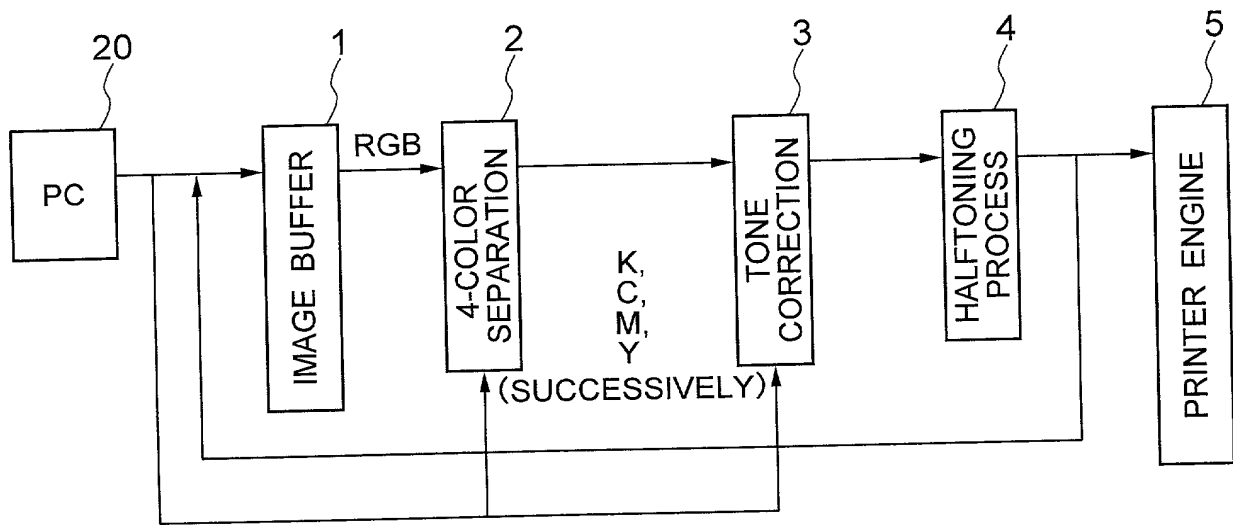 20
1
2
3
4
5
PC
IMAGE BUFFER
RGB
4-COLOR
SEPARATION
K,
C,
M,
Y
(SUCCESSIVELY)
TONE
CORRECTION
HALFTONING
PROCESS
PRINTER ENGINE